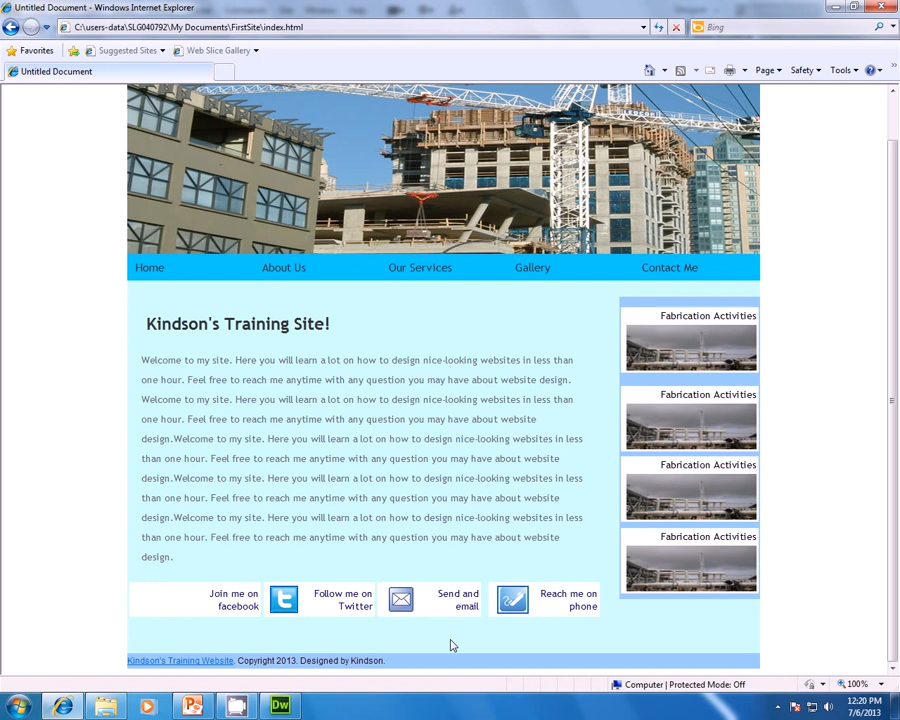 Untitled Document - Windows Internet Explorer
C:\users-data\SLG040792\My Documents\FirstSite\index.html
Bing
Favorites
Suggested Sites
Web Slice Gallery
Untitled Document
Page
Safety
Tools
Home
About Us
Our Services
Gallery
Contact Me
Kindson's Training Site!
Welcome to my site. Here you will learn a lot on how to design nice-looking websites in less than
one hour. Feel free to reach me anytime with any question you may have about website design.
Welcome to my site. Here you will learn a lot on how to design nice-looking websites in less than
one hour. Feel free to reach me anytime with any question you may have about website
design.Welcome to my site. Here you will learn a lot on how to design nice-looking websites in less
than one hour. Feel free to reach me anytime with any question you may have about website
design.Welcome to my site. Here you will learn a lot on how to design nice-looking websites in less
than one hour. Feel free to reach me anytime with any question you may have about website
design.Welcome to my site. Here you will learn a lot on how to design nice-looking websites in less
than one hour. Feel free to reach me anytime with any question you may have about website
design.
Fabrication Activities
Fabrication Activities
Fabrication Activities
Fabrication Activities
Join me on
facebook
Follow me on
Twitter
Send and
email
Reach me on
phone
Kindson's Training Website. Copyright 2013. Designed by Kindson.
Computer | Protected Mode: Off
100%
Dw
12:20 PM
7/6/2013